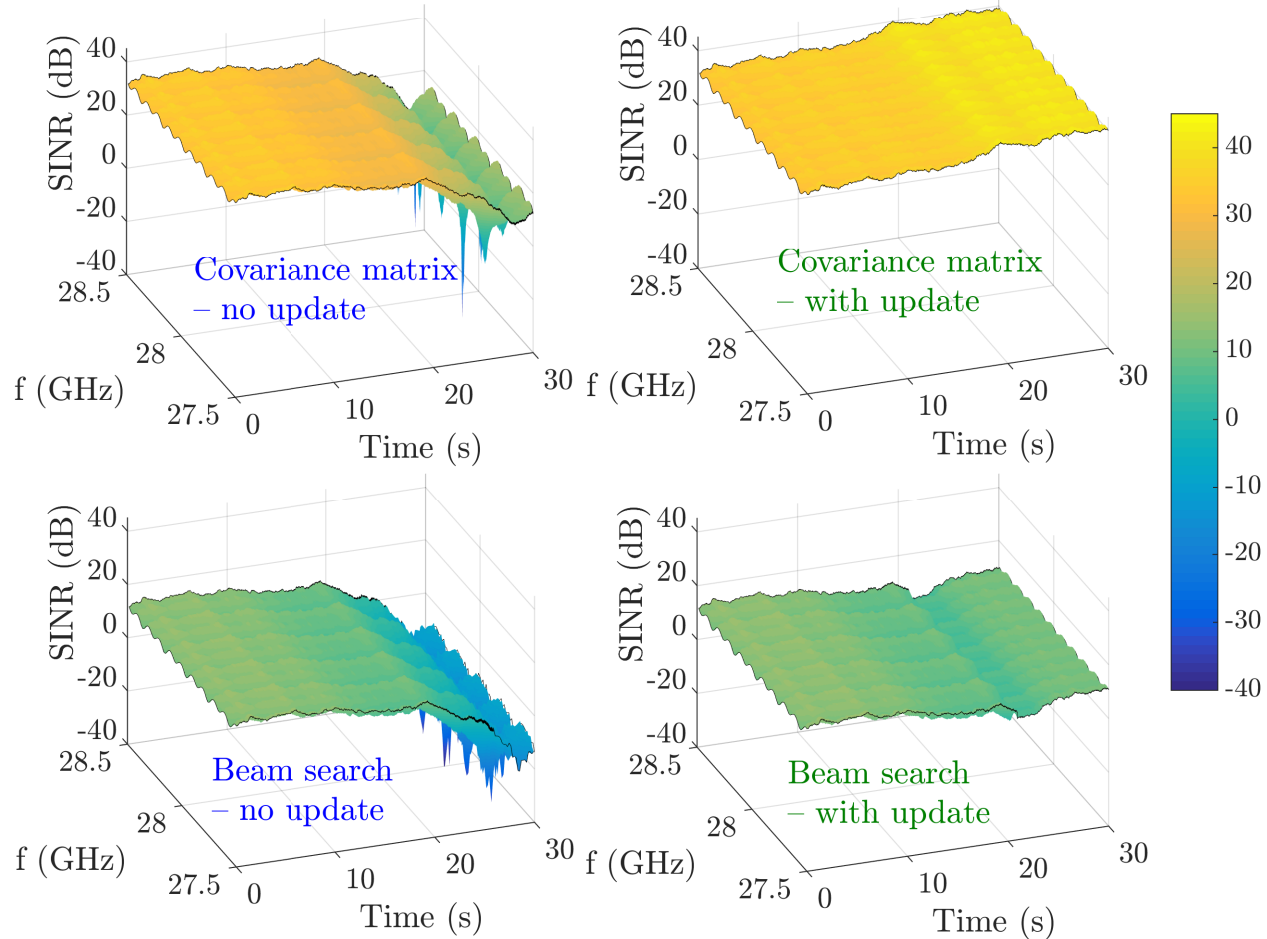 SINR (dB)
40
20
0
-20
-40
28.5
28
27.5
f (GHz)
0
10
20
30
Time (s)
Covariance matrix
– no update
SINR (dB)
40
20
0
-20
-40
28.5
28
27.5
f (GHz)
0
10
20
30
Time (s)
Covariance matrix
– with update
SINR (dB)
40
20
0
-20
-40
28.5
28
27.5
f (GHz)
0
10
20
30
Time (s)
Beam search
– no update
SINR (dB)
40
20
0
-20
-40
28.5
28
27.5
f (GHz)
0
10
20
30
Time (s)
Beam search
– with update
40
30
20
10
0
-10
-20
-30
-40